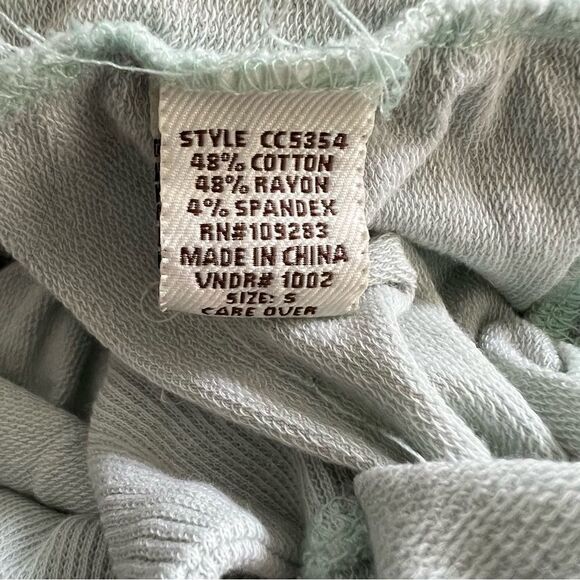 STYLE CC5354
48% COTTON
48% RAYON
4% SPANDEX
RN#109283
MADE IN CHINA
VNDR# 1002
SIZE: S
CARE OVER